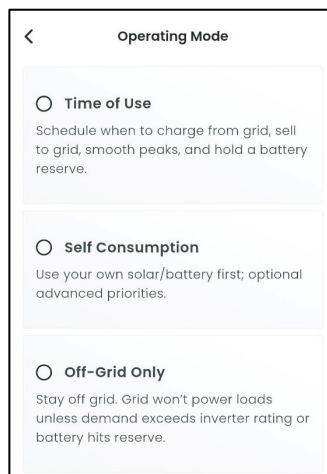 Operating Mode
Time of Use
Schedule when to charge from grid, sell
to grid, smooth peaks, and hold a battery
reserve.
Self Consumption
Use your own solar/battery first; optional
advanced priorities.
Off-Grid Only
Stay off grid. Grid won't power loads
unless demand exceeds inverter rating or
battery hits reserve.